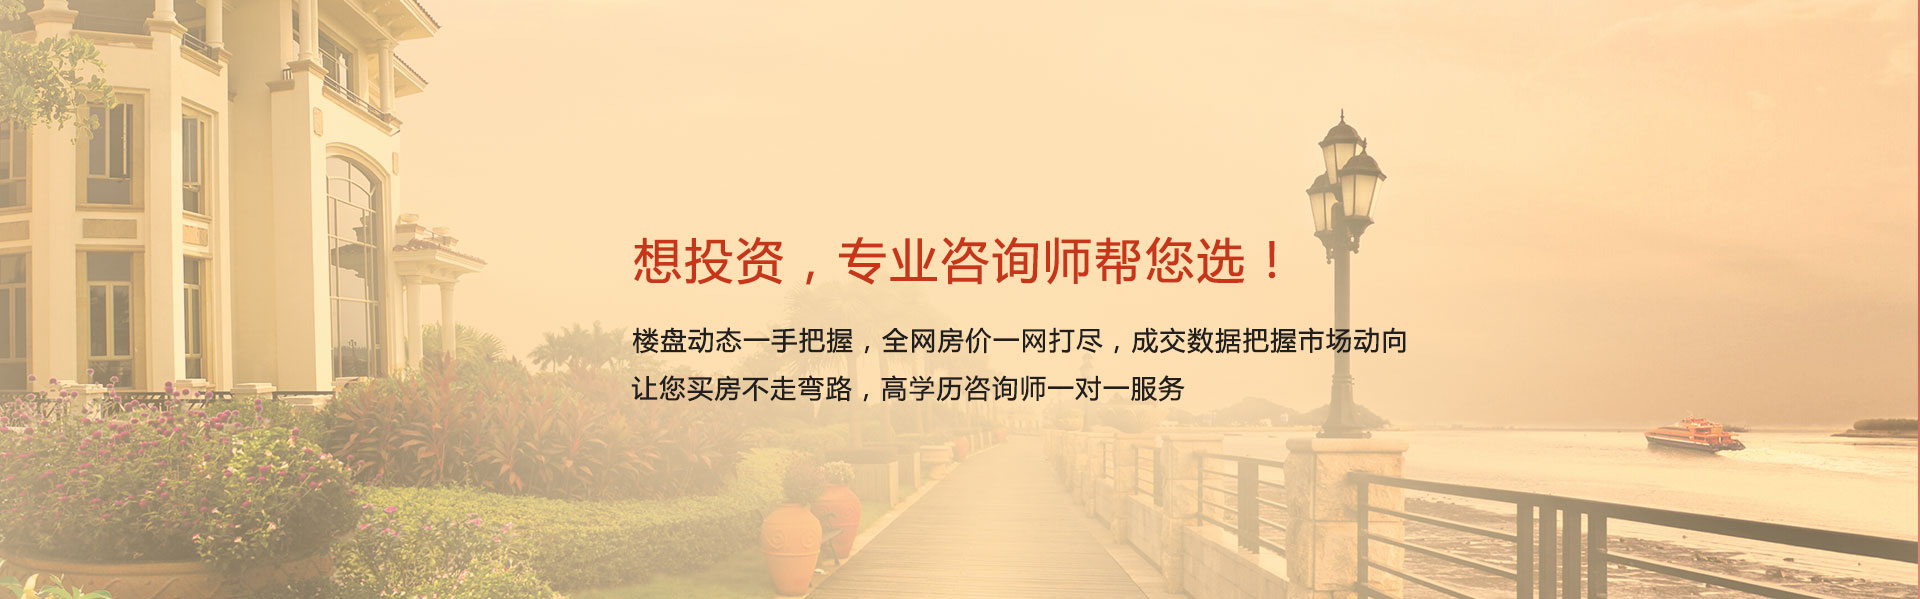 想投资，专业咨询师帮您选！
楼盘动态一手把握，全网房价一网打尽，成交数据把握市场动向
让您买房不走弯路，高学历咨询师一对一服务